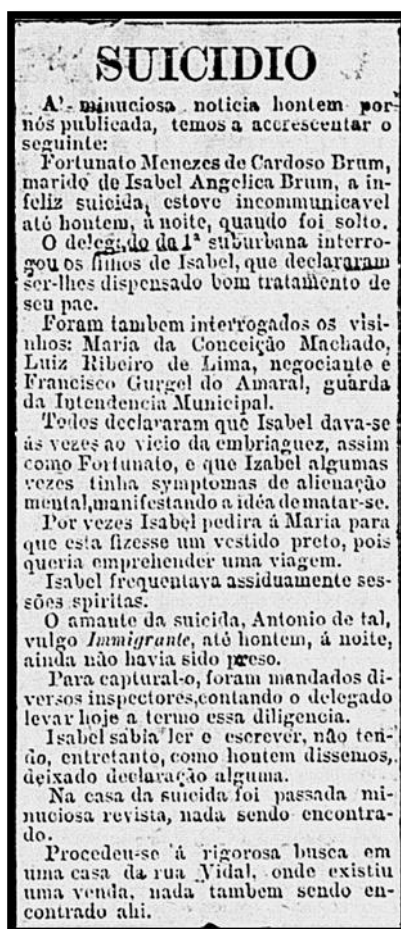 SUICIDIO
A' minuciosa noticia hontem por
nós publicada, temos a accrescentar o
seguinte:
Fortunato Menezes de Cardoso Brum,
marido de Isabel Angelica Brum, a in-
feliz suicida, esteve incommunicavel
até hontem, á noite, quando foi solto.
O delegado da 1ª suburbana interro-
gou os filhos de Isabel, que declararam
ser-lhes dispensado bom tratamento de
seu pae.
Foram tambem interrogados os visi-
nhos: Maria da Conceição Machado,
Luiz Ribeiro de Lima, negociante e
Francisco Gurgel do Amaral, guarda
da Intendencia Municipal.
Todos declararam que Isabel dava-se
ás vezes ao vicio da embriaguez, assim
como Fortunato, e que Izabel algumas
vezes tinha symptomas de alienação
mental,manifestando a idéa de matar-se.
Por vezes Isabel pedira á Maria para
que esta fizesse um vestido preto, pois
queria emprehender uma viagem.
Isabel frequentava assiduamente ses-
sões spiritas.
O amante da suicida, Antonio de tal,
vulgo Immigrante, até hontem, á noite,
ainda não havia sido preso.
Para captural-o, foram mandados di-
versos inspectores,contando o delegado
levar hoje a termo essa diligencia.
Isabel sabia ler e escrever, não ten-
do, entretanto, como hontem dissemos,
deixado declaração alguma.
Na casa da suicida foi passada mi-
nuciosa revista, nada sendo encontra-
do.
Procedeu-se á rigorosa busca em
uma casa da rua Vidal, onde existiu
uma venda, nada tambem sendo en-
contrado ahi.